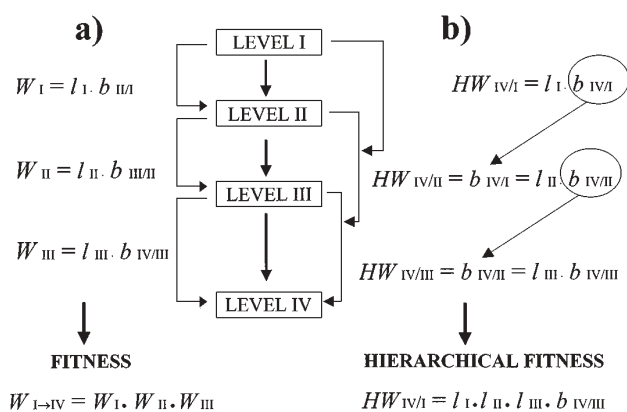 a)
LEVEL I
W I = l I . b II/I
LEVEL II
W II = l II . b III/II
LEVEL III
W III = l III . b IV/III
LEVEL IV
FITNESS
W I→IV = W I . W II . W III
b)
HW IV/I = l I . b IV/I
HW IV/II = b IV/I = l II . b IV/II
HW IV/III = b IV/II = l III . b IV/III
HIERARCHICAL FITNESS
HW IV/I = l I . l II . l III . b IV/III